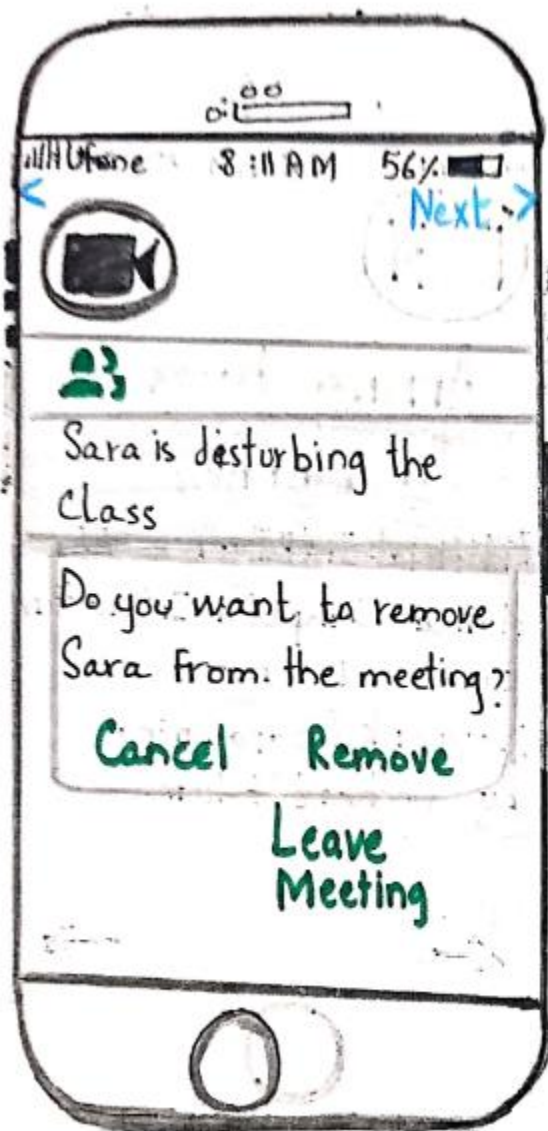 Ufone 8:11 AM 56%
< Next >
Sara is disturbing the
Class
Do you want to remove
Sara From the meeting?
Cancel Remove
Leave
Meeting